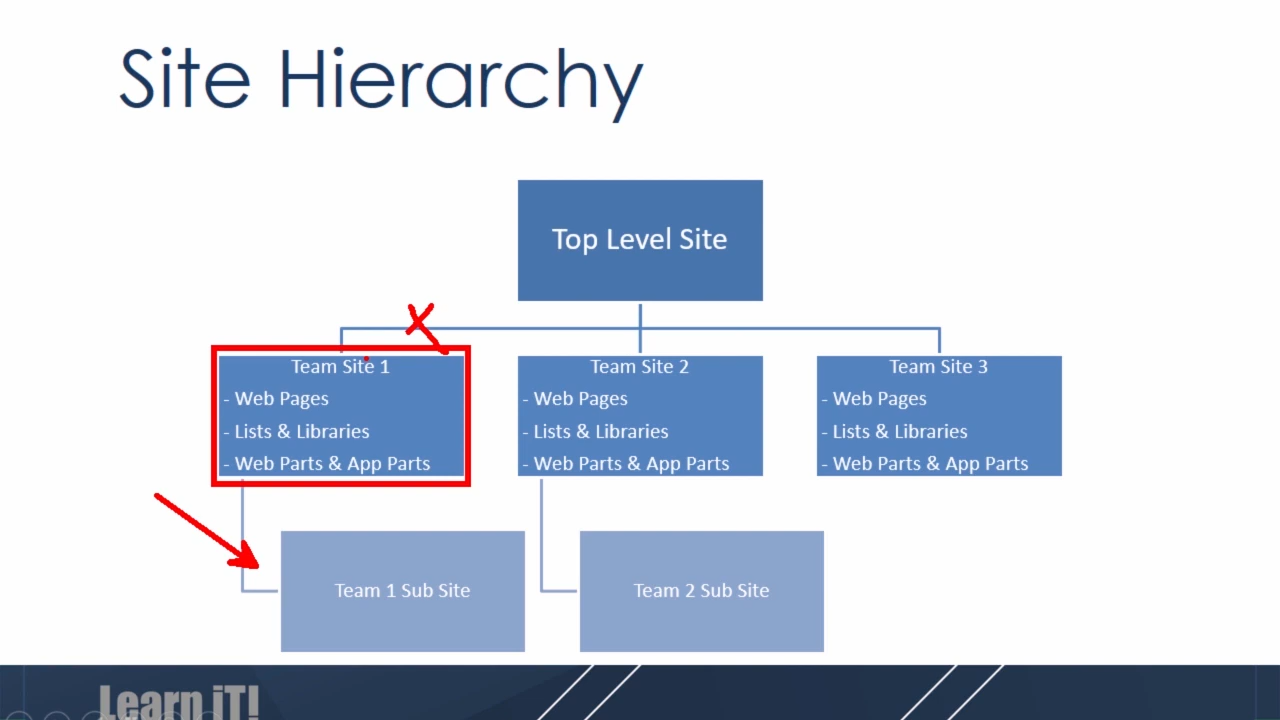 Site Hierarchy
Top Level Site
Team Site 1
- Web Pages
- Lists & Libraries
- Web Parts & App Parts
Team Site 2
- Web Pages
- Lists & Libraries
- Web Parts & App Parts
Team Site 3
- Web Pages
- Lists & Libraries
- Web Parts & App Parts
Team 1 Sub Site
Team 2 Sub Site
Learn iT!